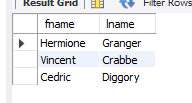 Result Grid Filter Rows
fname lname
Hermione Granger
Vincent Crabbe
Cedric Diggory